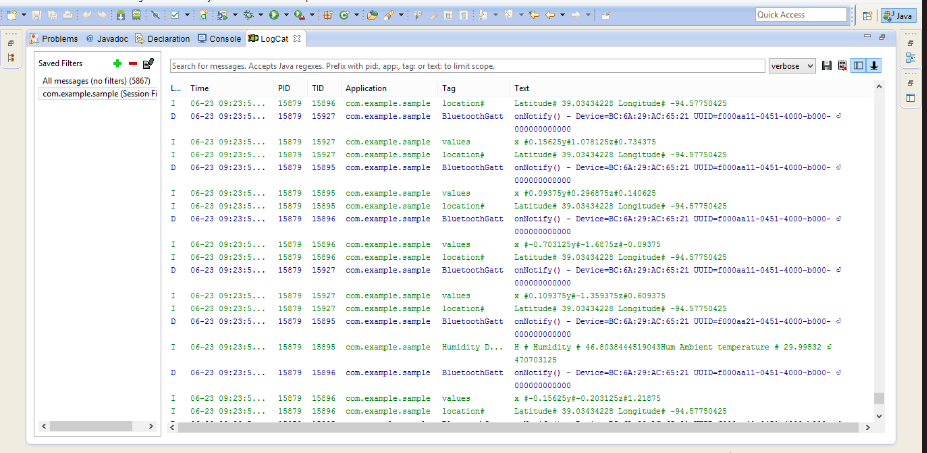 Quick Access
Java
Problems @ Javadoc Declaration Console LogCat
Saved Filters
All messages (no filters) (5867)
com.example.sample (Session Fi
Search for messages. Accepts Java regexes. Prefix with pid:, app:, tag: or text: to limit scope.
verbose
L... Time PID TID Application Tag Text
I 06-23 09:23:5... 15879 15896 com.example.sample location# Latitude# 39.03434228 Longitude# -94.57750425
D 06-23 09:23:5... 15879 15927 com.example.sample BluetoothGatt onNotify() - Device=BC:6A:29:AC:65:21 UUID=f000aa11-0451-4000-b000-
000000000000
I 06-23 09:23:5... 15879 15927 com.example.sample values x #0.15625y#1.078125z#0.734375
I 06-23 09:23:5... 15879 15927 com.example.sample location# Latitude# 39.03434228 Longitude# -94.57750425
D 06-23 09:23:5... 15879 15895 com.example.sample BluetoothGatt onNotify() - Device=BC:6A:29:AC:65:21 UUID=f000aa11-0451-4000-b000-
000000000000
I 06-23 09:23:5... 15879 15895 com.example.sample values x #0.09375y#0.296875z#0.140625
I 06-23 09:23:5... 15879 15895 com.example.sample location# Latitude# 39.03434228 Longitude# -94.57750425
D 06-23 09:23:5... 15879 15896 com.example.sample BluetoothGatt onNotify() - Device=BC:6A:29:AC:65:21 UUID=f000aa11-0451-4000-b000-
000000000000
I 06-23 09:23:5... 15879 15896 com.example.sample values x #-0.703125y#-1.6875z#-0.09375
I 06-23 09:23:5... 15879 15896 com.example.sample location# Latitude# 39.03434228 Longitude# -94.57750425
D 06-23 09:23:5... 15879 15927 com.example.sample BluetoothGatt onNotify() - Device=BC:6A:29:AC:65:21 UUID=f000aa11-0451-4000-b000-
000000000000
I 06-23 09:23:5... 15879 15927 com.example.sample values x #0.109375y#-1.359375z#0.609375
I 06-23 09:23:5... 15879 15927 com.example.sample location# Latitude# 39.03434228 Longitude# -94.57750425
D 06-23 09:23:5... 15879 15895 com.example.sample BluetoothGatt onNotify() - Device=BC:6A:29:AC:65:21 UUID=f000aa21-0451-4000-b000-
000000000000
I 06-23 09:23:5... 15879 15895 com.example.sample Humidity D... H # Humidity # 46.8038444519043Hum Ambient temperature # 29.99532
470703125
D 06-23 09:23:5... 15879 15896 com.example.sample BluetoothGatt onNotify() - Device=BC:6A:29:AC:65:21 UUID=f000aa11-0451-4000-b000-
000000000000
I 06-23 09:23:5... 15879 15896 com.example.sample values x #-0.15625y#-0.203125z#1.21875
I 06-23 09:23:5... 15879 15896 com.example.sample location# Latitude# 39.03434228 Longitude# -94.57750425